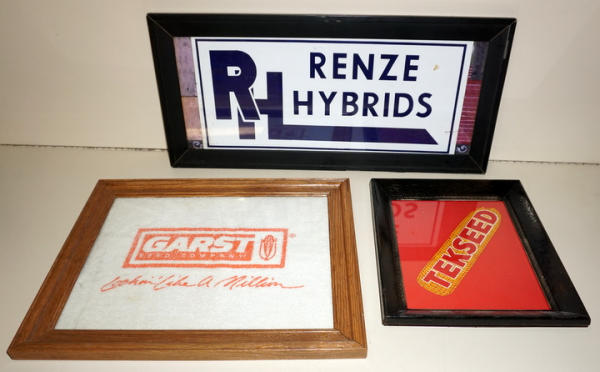 RH RENZE
HYBRIDS
GARST
SEED COMPANY
®
Lookin' Like A Million
TEKSEED